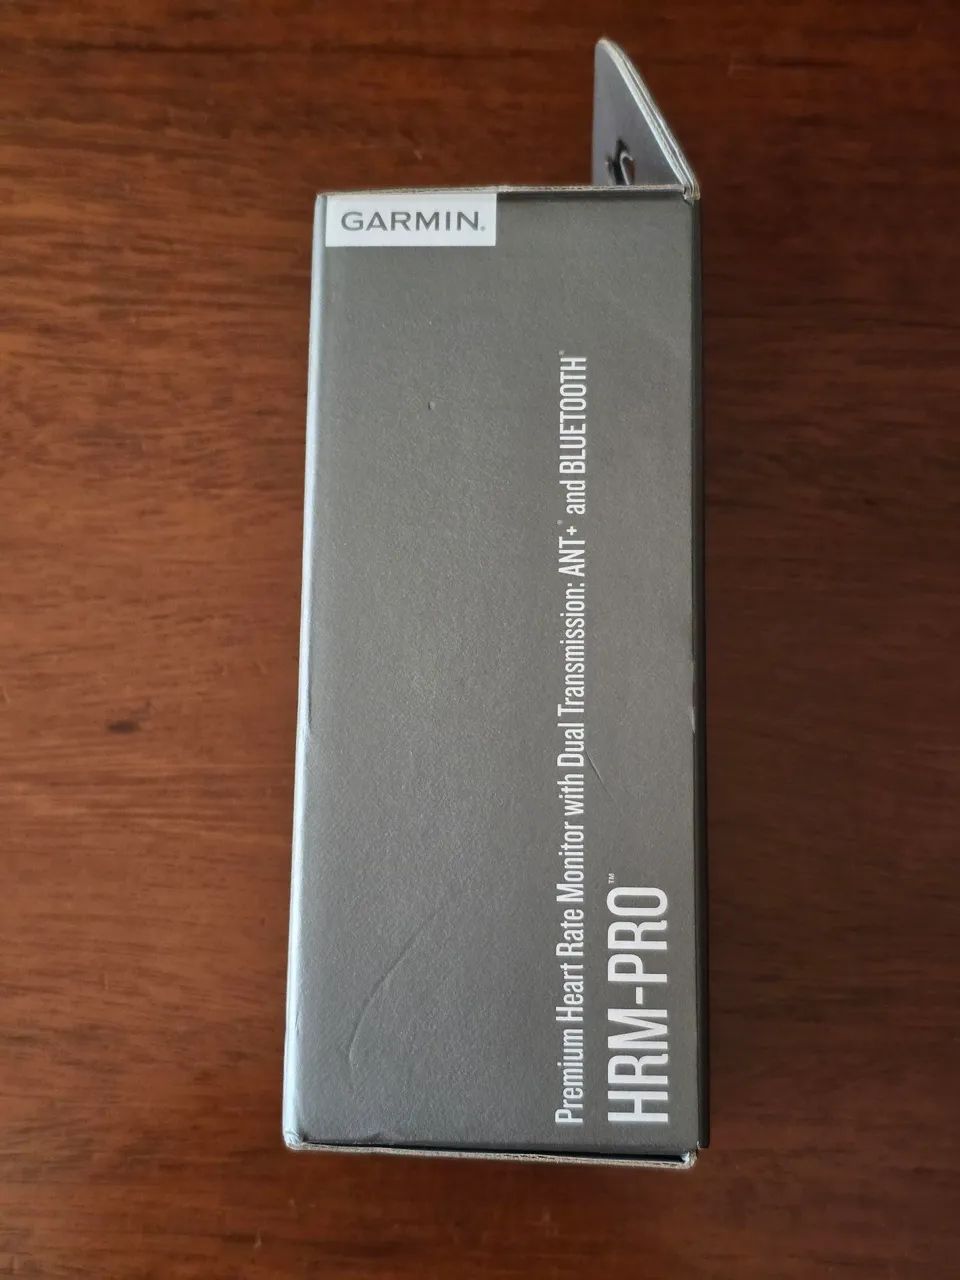 GARMIN®
Premium Heart Rate Monitor with Dual Transmission: ANT+® and BLUETOOTH®
HRM-PRO™